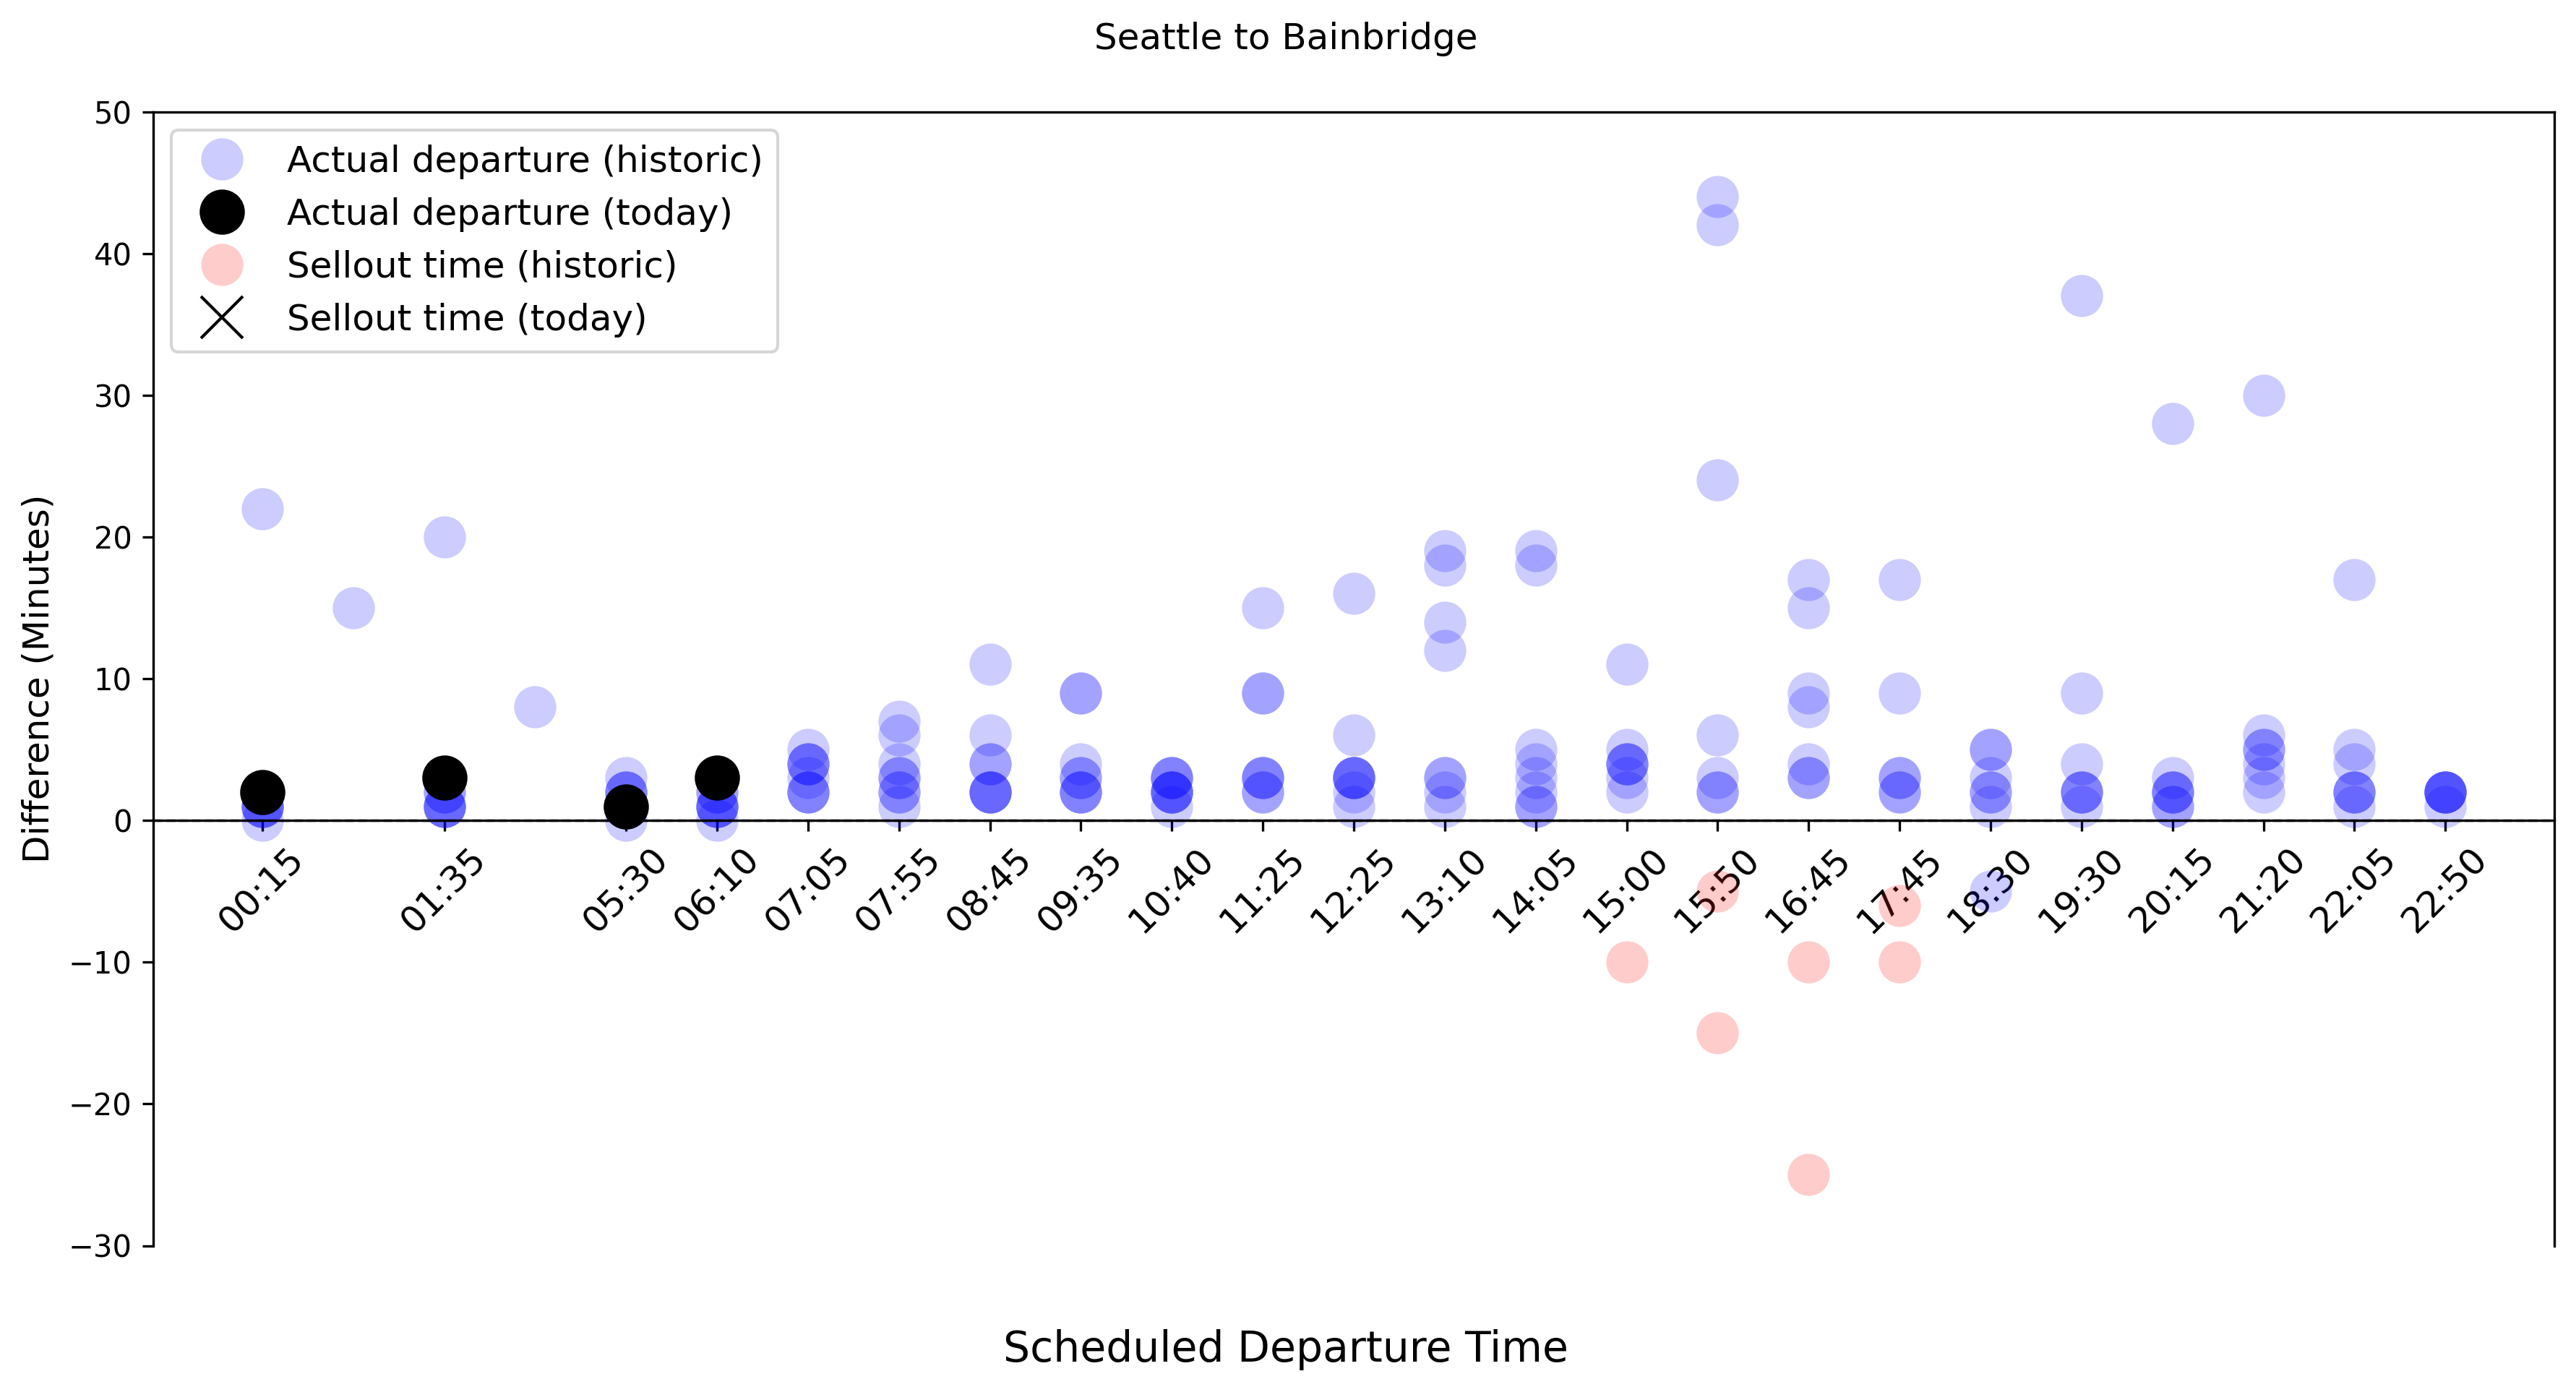 Seattle to Bainbridge
50
Actual departure (historic)
Actual departure (today)
Sellout time (historic)
Sellout time (today)
40
30
20
10
0
−10
−20
−30
Difference (Minutes)
00:15 01:35 05:30 06:10 07:05 07:55 08:45 09:35 10:40 11:25 12:25 13:10 14:05 15:00 15:50 16:45 17:45 18:30 19:30 20:15 21:20 22:05 22:50
Scheduled Departure Time